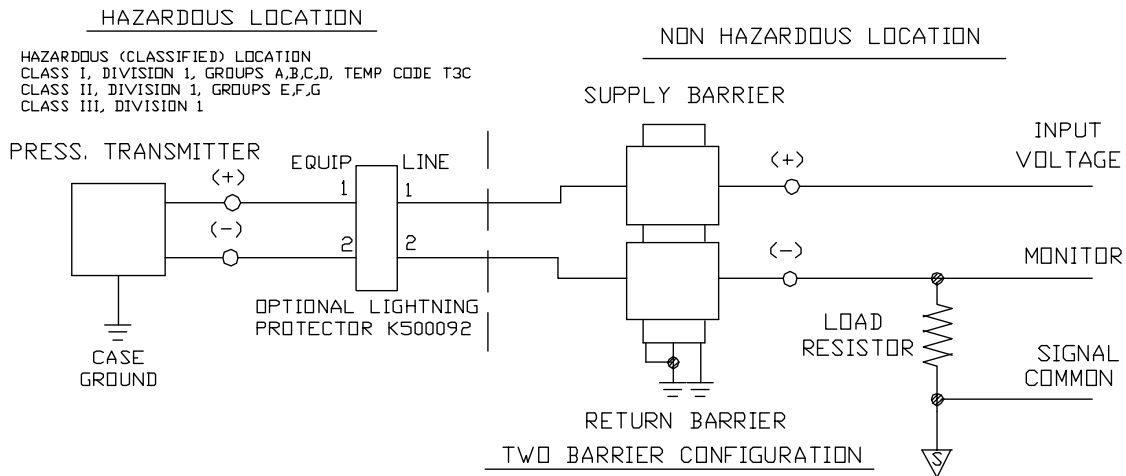 HAZARDOUS LOCATION
NON HAZARDOUS LOCATION
HAZARDOUS (CLASSIFIED) LOCATION
CLASS I, DIVISION 1, GROUPS A,B,C,D, TEMP CODE T3C
CLASS II, DIVISION 1, GROUPS E,F,G
CLASS III, DIVISION 1
SUPPLY BARRIER
PRESS. TRANSMITTER
EQUIP
LINE
INPUT
VOLTAGE
(+)
1
1
(+)
(-)
2
2
(-)
MONITOR
OPTIONAL LIGHTNING
PROTECTOR K500092
LOAD
RESISTOR
CASE
GROUND
SIGNAL
COMMON
RETURN BARRIER
TWO BARRIER CONFIGURATION
S